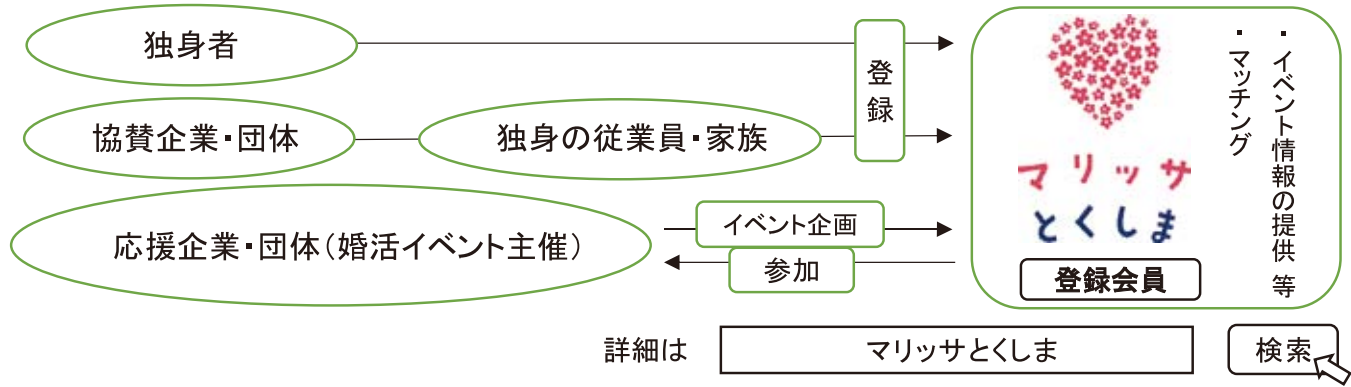 独身者
登録
協賛企業・団体
独身の従業員・家族
応援企業・団体（婚活イベント主催）
イベント企画
参加
マリッサ
とくしま
登録会員
・イベント情報の提供 等
・マッチング
詳細は
マリッサとくしま
検索